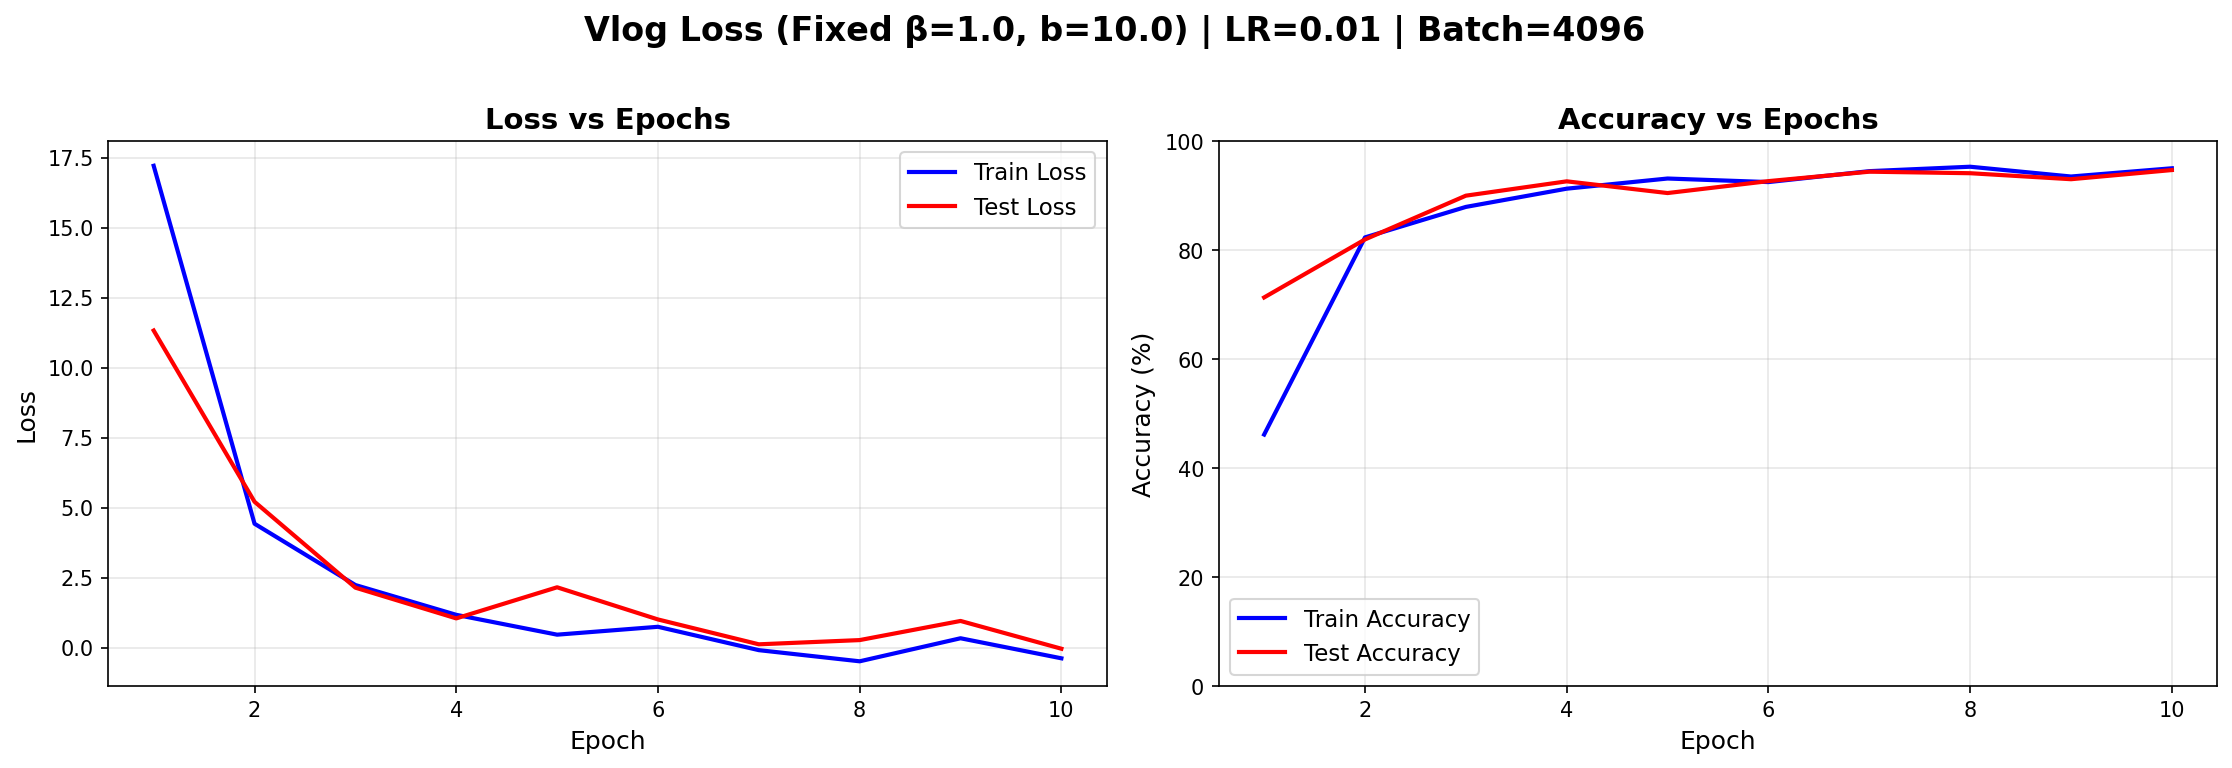 Vlog Loss (Fixed β=1.0, b=10.0) | LR=0.01 | Batch=4096
Loss vs Epochs
17.5
15.0
12.5
10.0
7.5
5.0
2.5
0.0
Loss
Train Loss
Test Loss
2
4
6
8
10
Epoch
Accuracy vs Epochs
100
80
60
40
20
0
Accuracy (%)
Train Accuracy
Test Accuracy
2
4
6
8
10
Epoch